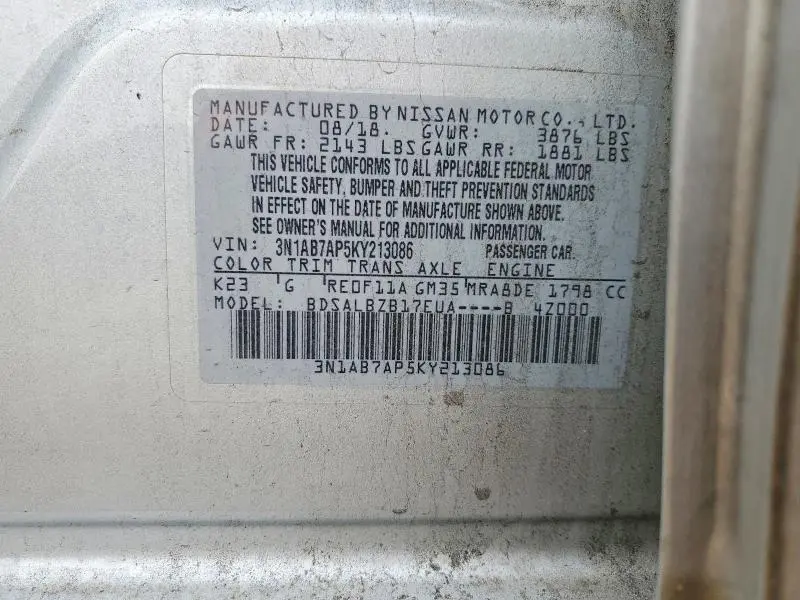 MANUFACTURED BY NISSAN MOTOR CO., LTD.
DATE: 08/18. GVWR: 3876 LBS
GAWR FR: 2143 LBS GAWR RR: 1881 LBS
THIS VEHICLE CONFORMS TO ALL APPLICABLE FEDERAL MOTOR
VEHICLE SAFETY, BUMPER AND THEFT PREVENTION STANDARDS
IN EFFECT ON THE DATE OF MANUFACTURE SHOWN ABOVE.
SEE OWNER'S MANUAL FOR ADDITIONAL INFORMATION.
VIN: 3N1AB7AP5KY213086 PASSENGER CAR.
COLOR TRIM TRANS AXLE ENGINE
K23 G RE0F11A GM35 MRA8DE 1798 CC
MODEL: BDSALBZB17EUA----B 4Z000
3N1AB7AP5KY213086